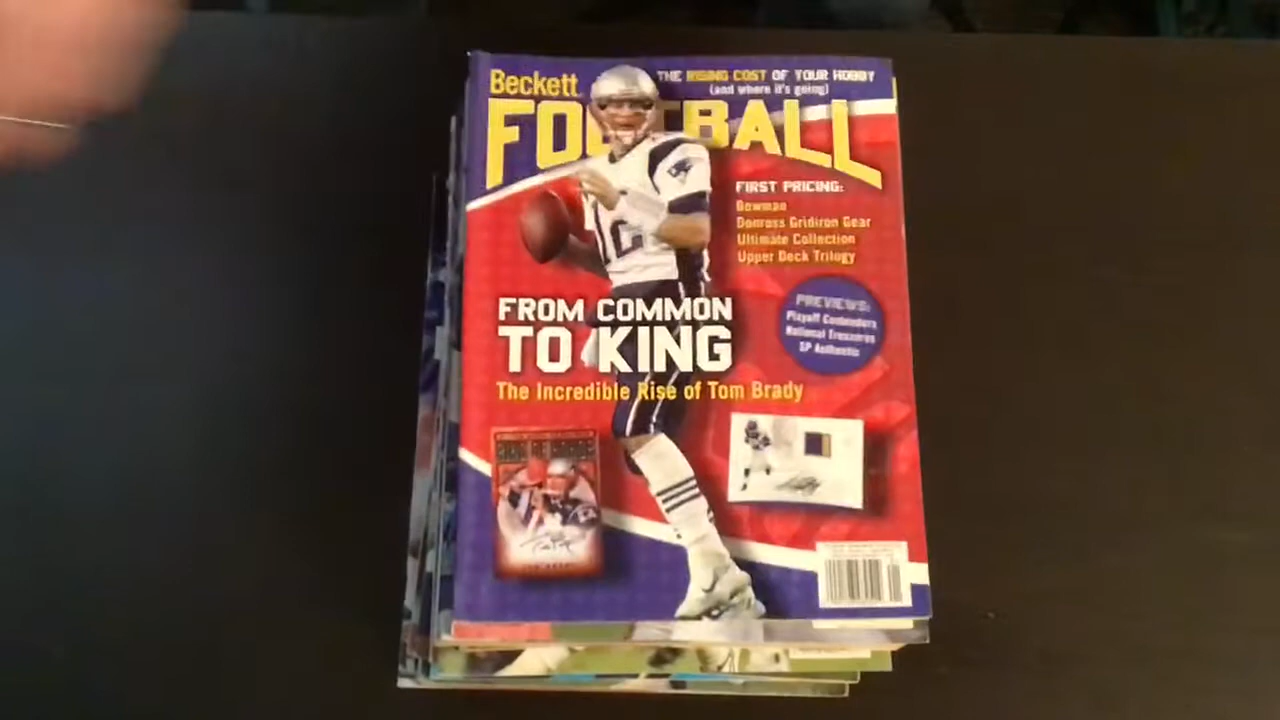 Beckett
THE RISING COST OF YOUR HOBBY
(and where it's going)
FOOTBALL
FIRST PRICING:
Bowman
Donruss Gridiron Gear
Ultimate Collection
Upper Deck Trilogy
PREVIEWS:
Playoff Contenders
National Treasures
SP Authentic
FROM COMMON
TO KING
The Incredible Rise of Tom Brady